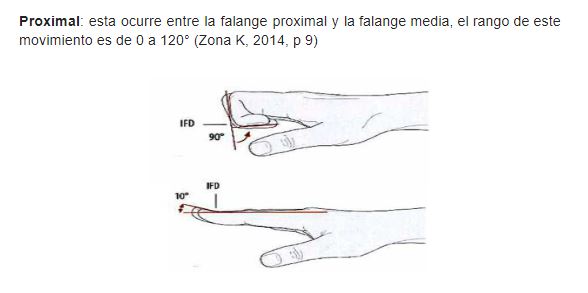 Proximal: esta ocurre entre la falange proximal y la falange media, el rango de este
movimiento es de 0 a 120° (Zona K, 2014, p 9)
IFD
90°
IFD
10°